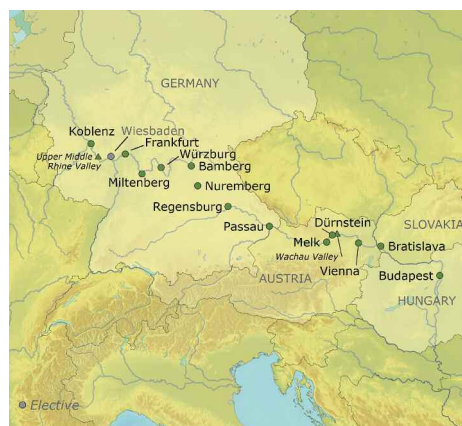 GERMANY
Koblenz
Wiesbaden
Frankfurt
Upper Middle
Rhine Valley
Würzburg
Bamberg
Miltenberg
Nuremberg
Regensburg
Passau
Dürnstein
SLOVAKIA
Melk
Bratislava
Wachau Valley
Vienna
AUSTRIA
Budapest
HUNGARY
Elective